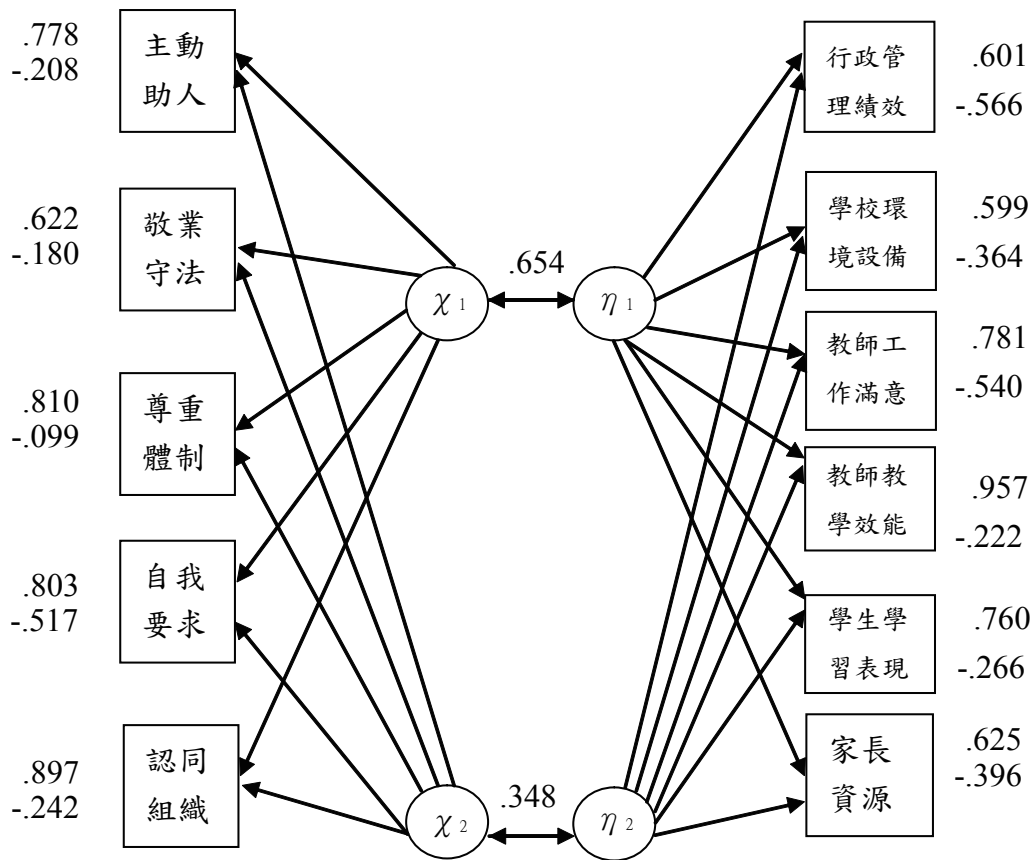 .778
-.208
主動
助人
.622
-.180
敬業
守法
.810
-.099
尊重
體制
.803
-.517
自我
要求
.897
-.242
認同
組織
χ 1
.654
η 1
χ 2
.348
η 2
行政管
理績效
.601
-.566
學校環
境設備
.599
-.364
教師工
作滿意
.781
-.540
教師教
學效能
.957
-.222
學生學
習表現
.760
-.266
家長
資源
.625
-.396